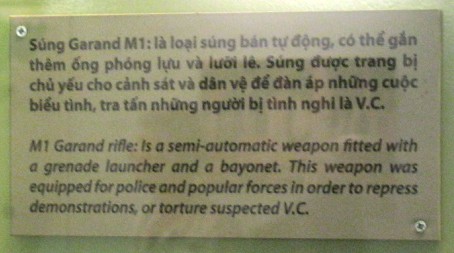 Súng Garand M1: là loại súng bán tự động, có thể gắn
thêm ống phóng lựu và lưỡi lê. Súng được trang bị
chủ yếu cho cảnh sát và dân vệ để đàn áp những cuộc
biểu tình, tra tấn những người bị tình nghi là V.C.
M1 Garand rifle: Is a semi-automatic weapon fitted with
a grenade launcher and a bayonet. This weapon was
equipped for police and popular forces in order to repress
demonstrations, or torture suspected V.C.